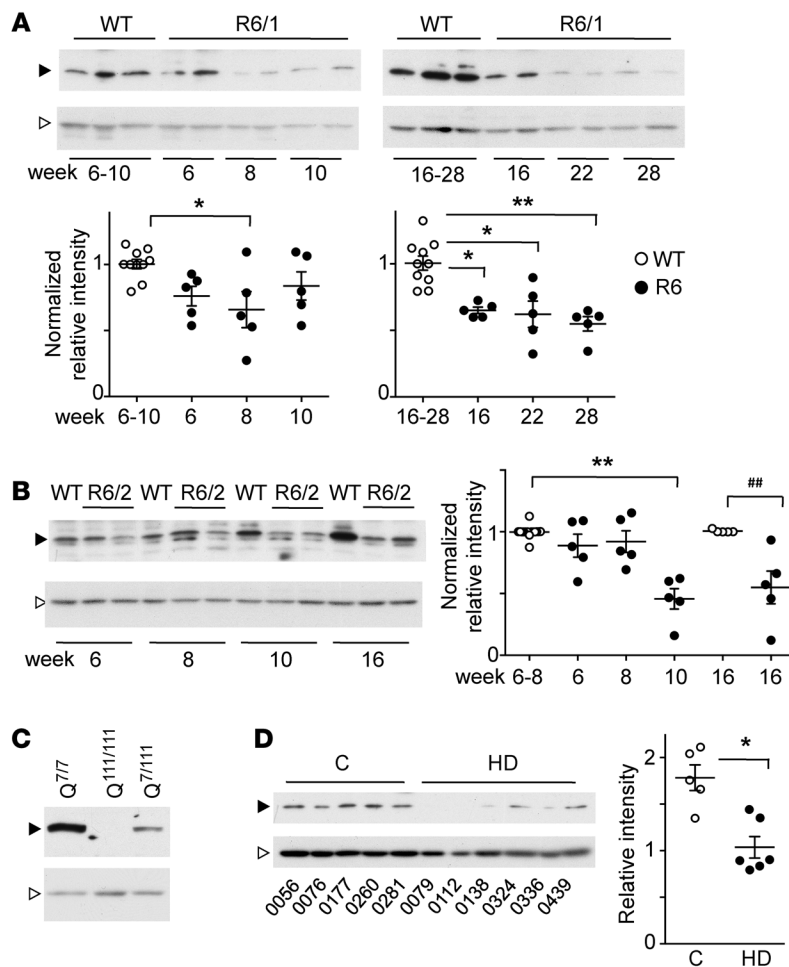 A
WT R6/1 WT R6/1
week 6-10 6 8 10 16-28 16 22 28
* ** * *
WT
R6
Normalized relative intensity
1
0
week 6-10 6 8 10
1
0
16-28 16 22 28
B
WT R6/2 WT R6/2 WT R6/2 WT R6/2
week 6 8 10 16
** ##
Normalized relative intensity
1
0
week 6-8 6 8 10 16 16
C
Q7/7 Q111/111 Q7/111
D
C HD
0056 0076 0177 0260 0281 0079 0112 0138 0324 0336 0439
*
Relative intensity
2
1
0
C HD